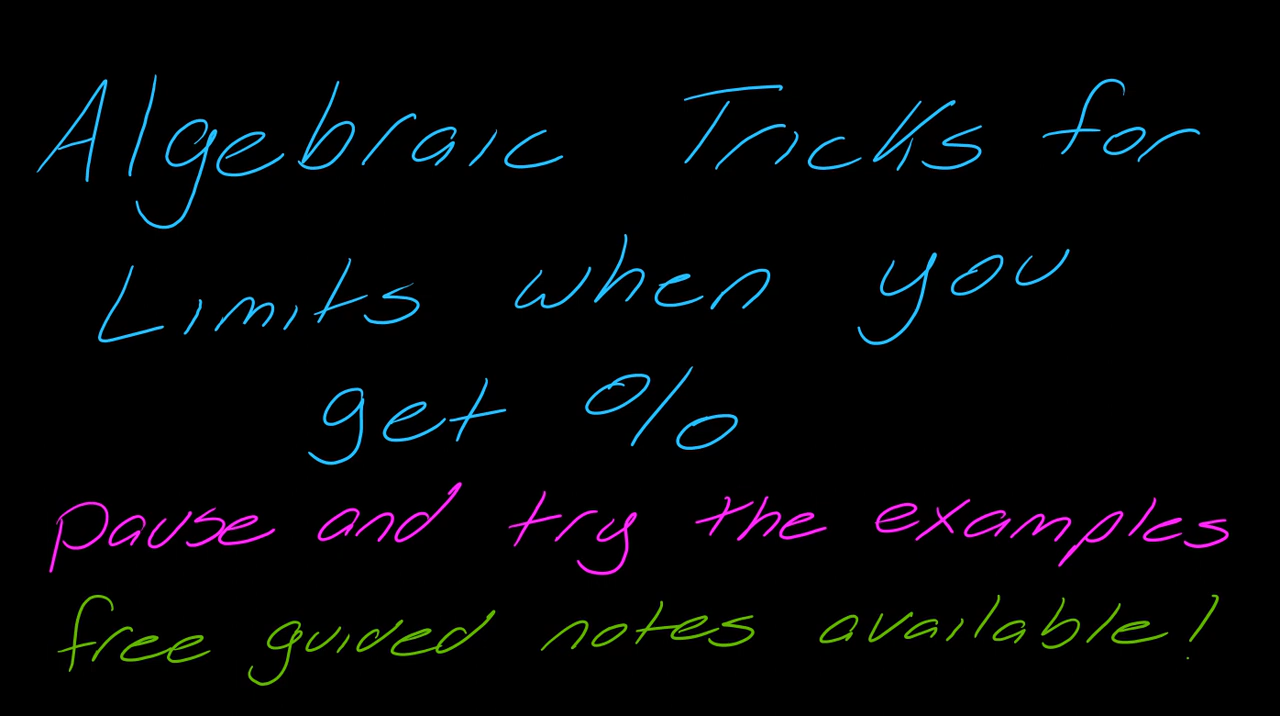 Algebraic Tricks for
Limits when you
get 0/0
pause and try the examples
free guided notes available!